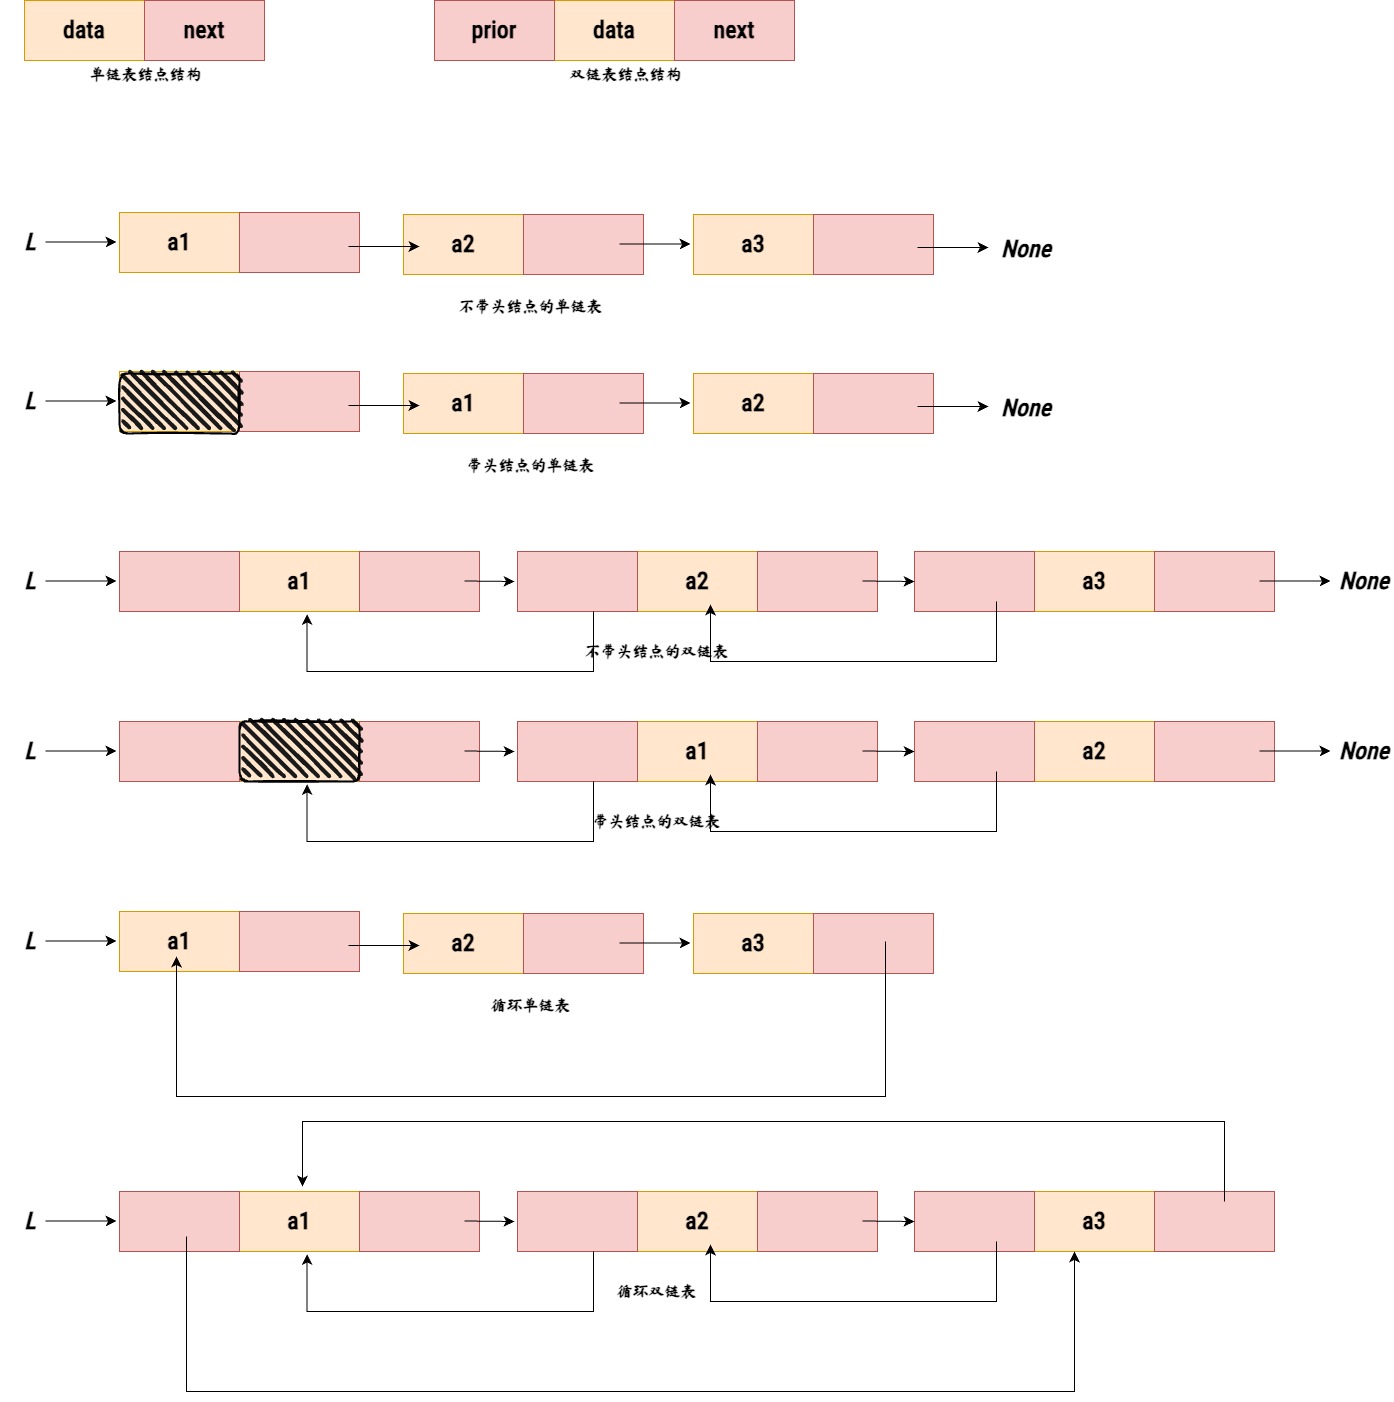 data next prior data next
单链表结点结构 双链表结点结构
L a1 a2 a3 None
不带头结点的单链表
L a1 a2 None
带头结点的单链表
L a1 a2 a3 None
不带头结点的双链表
L a1 a2 None
带头结点的双链表
L a1 a2 a3
循环单链表
L a1 a2 a3
循环双链表